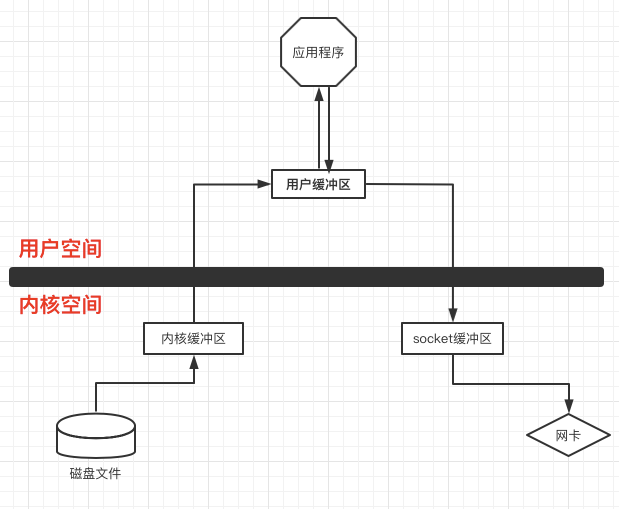 应用程序
用户缓冲区
用户空间
内核空间
内核缓冲区
socket缓冲区
网卡
磁盘文件